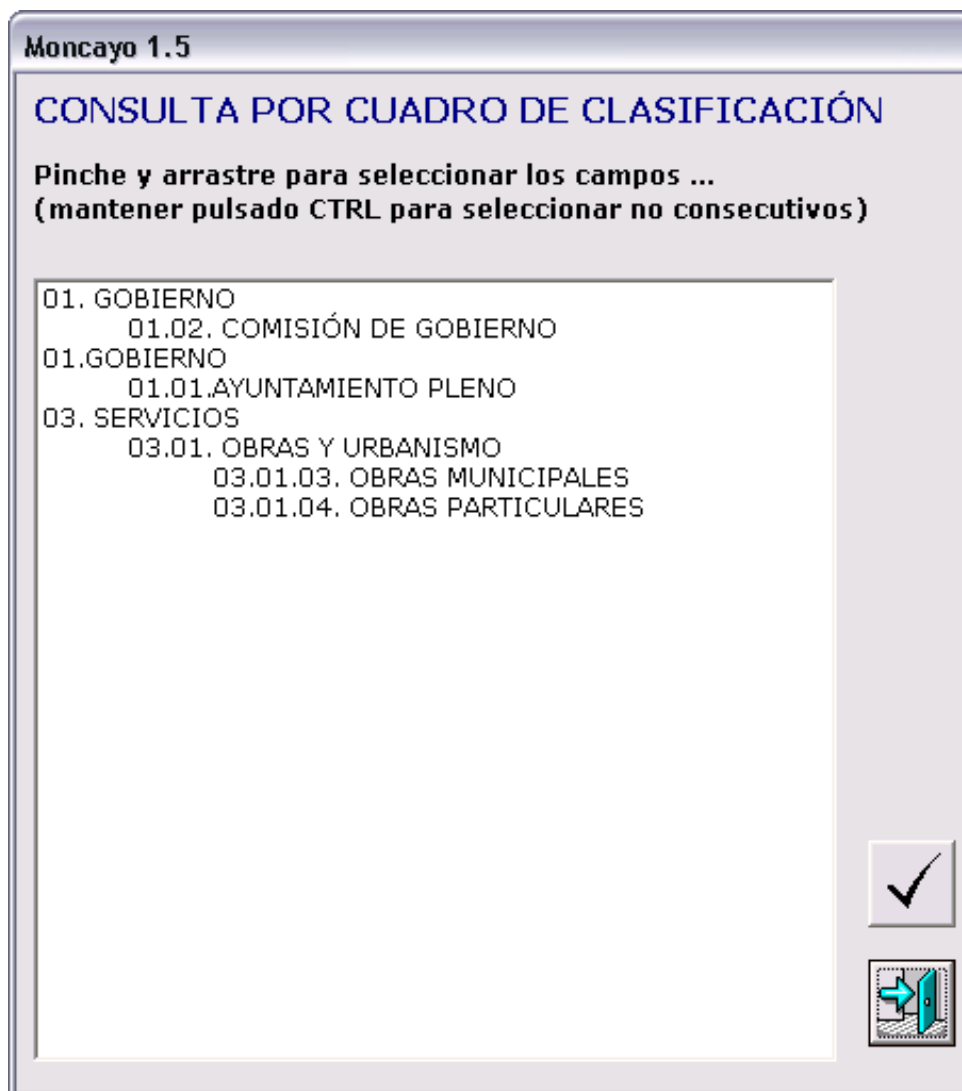 Moncayo 1.5
CONSULTA POR CUADRO DE CLASIFICACIÓN
Pinche y arrastre para seleccionar los campos ...
(mantener pulsado CTRL para seleccionar no consecutivos)
01. GOBIERNO
01.02. COMISIÓN DE GOBIERNO
01.GOBIERNO
01.01.AYUNTAMIENTO PLENO
03. SERVICIOS
03.01. OBRAS Y URBANISMO
03.01.03. OBRAS MUNICIPALES
03.01.04. OBRAS PARTICULARES